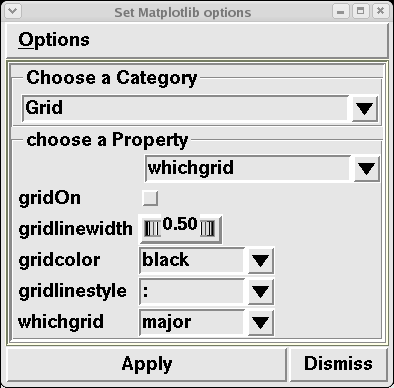 Set Matplotlib options
Options
Choose a Category
Grid
choose a Property
whichgrid
gridOn
gridlinewidth 0.50
gridcolor black
gridlinestyle :
whichgrid major
Apply Dismiss